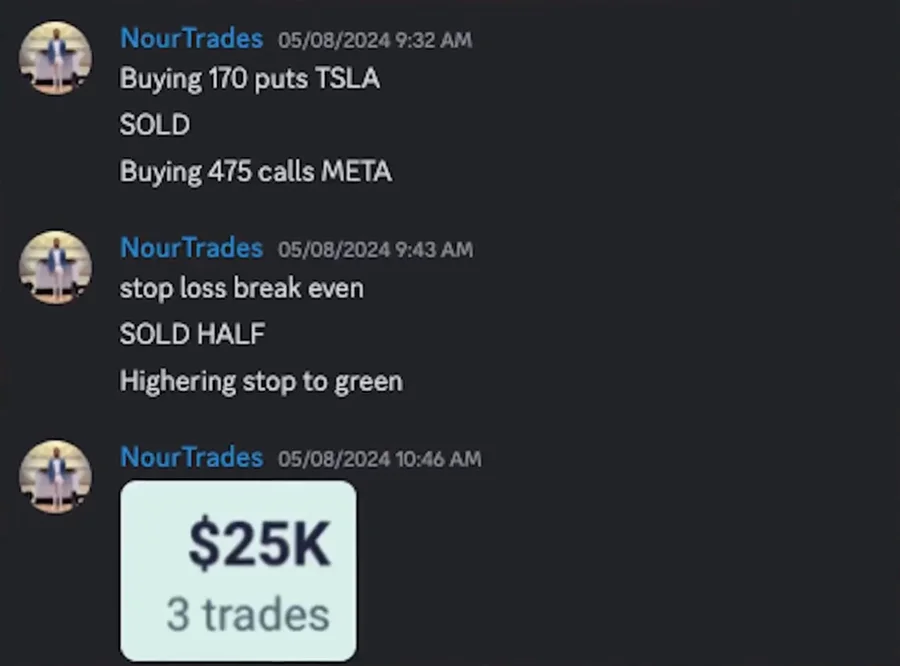 NourTrades 05/08/2024 9:32 AM
Buying 170 puts TSLA
SOLD
Buying 475 calls META
NourTrades 05/08/2024 9:43 AM
stop loss break even
SOLD HALF
Highering stop to green
NourTrades 05/08/2024 10:46 AM
$25K
3 trades